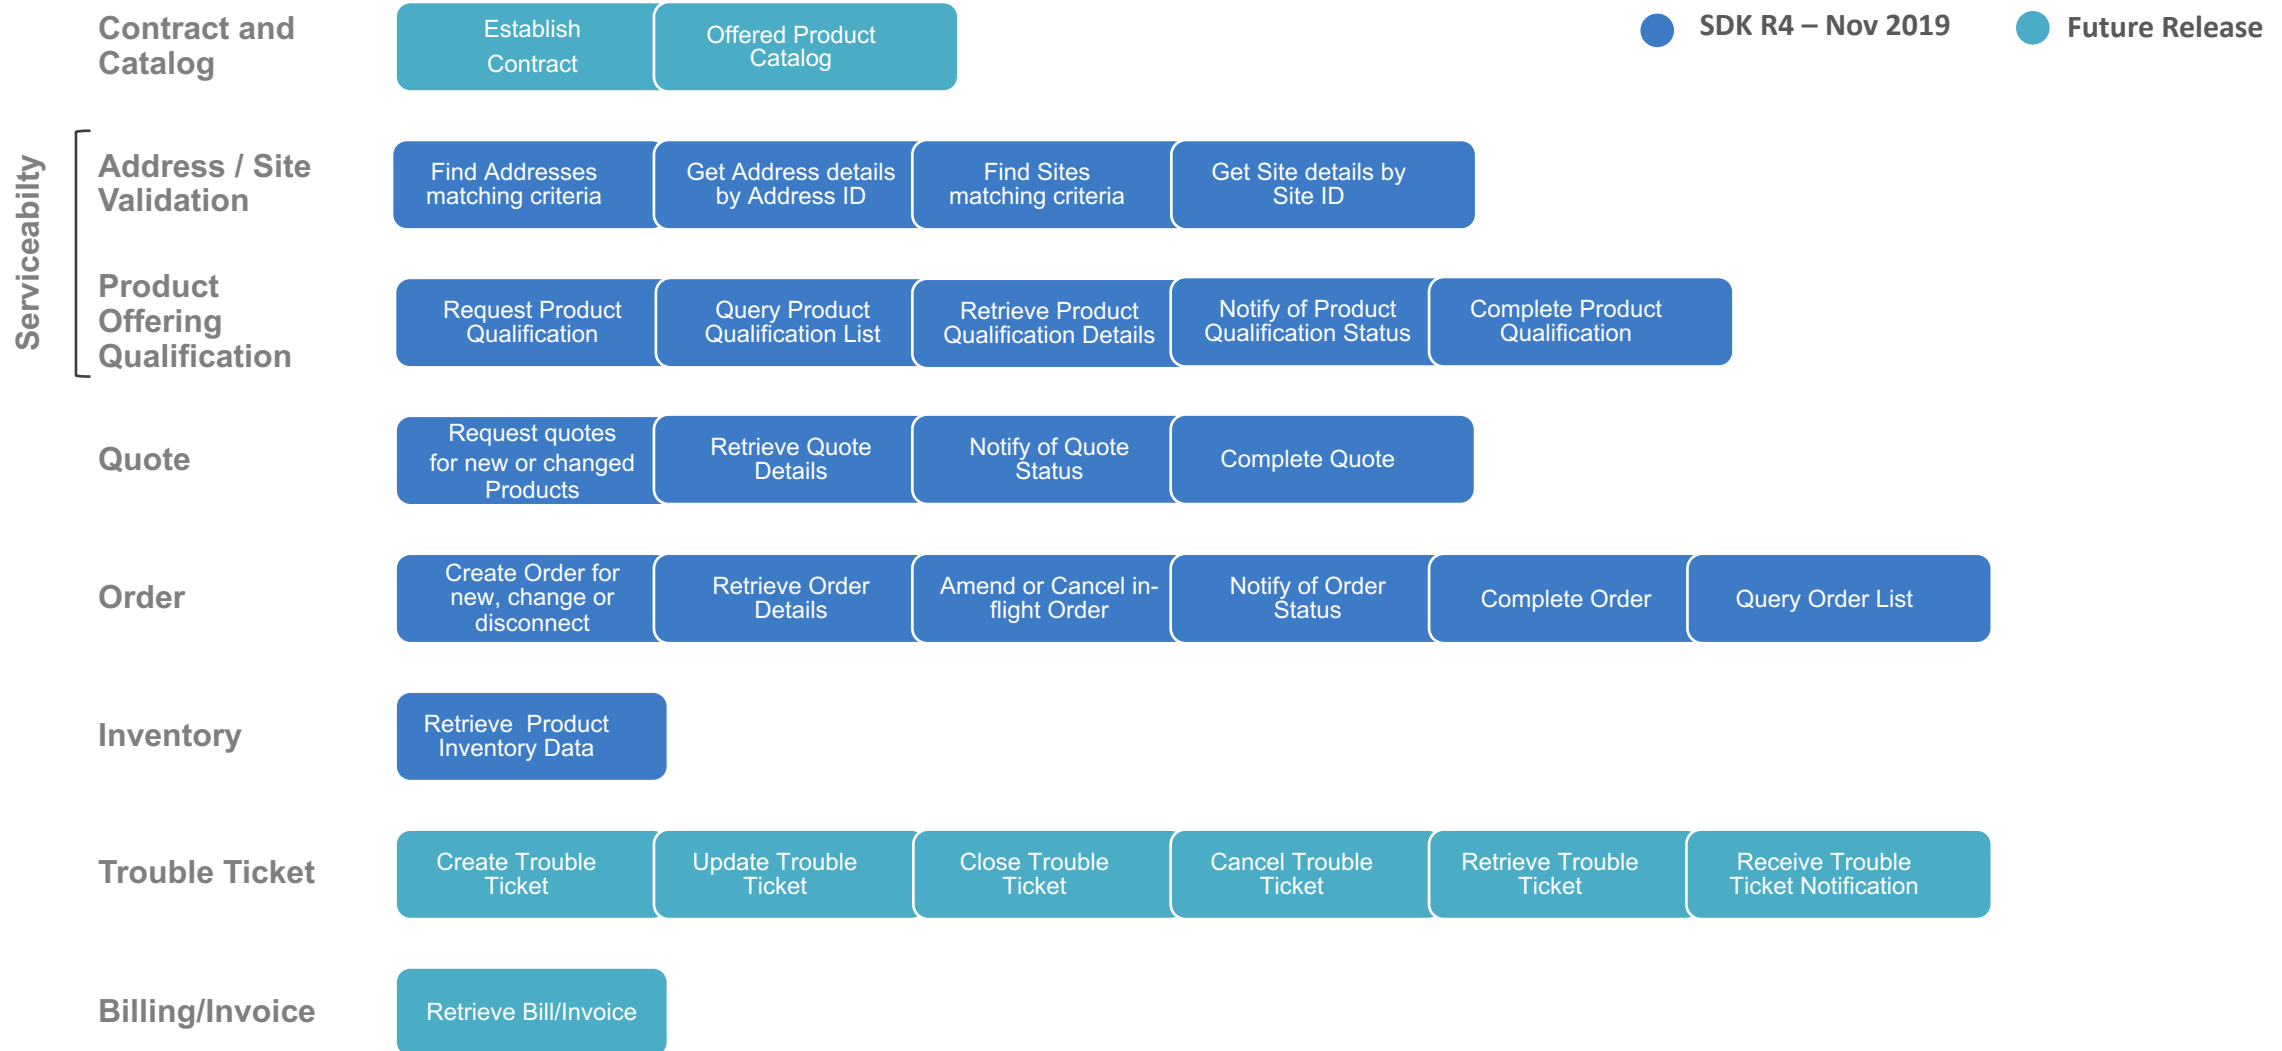 Contract and
Catalog
Establish
Contract
Offered Product
Catalog
SDK R4 – Nov 2019
Future Release
Serviceabilty
Address / Site
Validation
Find Addresses
matching criteria
Get Address details
by Address ID
Find Sites
matching criteria
Get Site details by
Site ID
Product
Offering
Qualification
Request Product
Qualification
Query Product
Qualification List
Retrieve Product
Qualification Details
Notify of Product
Qualification Status
Complete Product
Qualification
Quote
Request quotes
for new or changed
Products
Retrieve Quote
Details
Notify of Quote
Status
Complete Quote
Order
Create Order for
new, change or
disconnect
Retrieve Order
Details
Amend or Cancel in-
flight Order
Notify of Order
Status
Complete Order
Query Order List
Inventory
Retrieve  Product
Inventory Data
Trouble Ticket
Create Trouble
Ticket
Update Trouble
Ticket
Close Trouble
Ticket
Cancel Trouble
Ticket
Retrieve Trouble
Ticket
Receive Trouble
Ticket Notification
Billing/Invoice
Retrieve Bill/Invoice